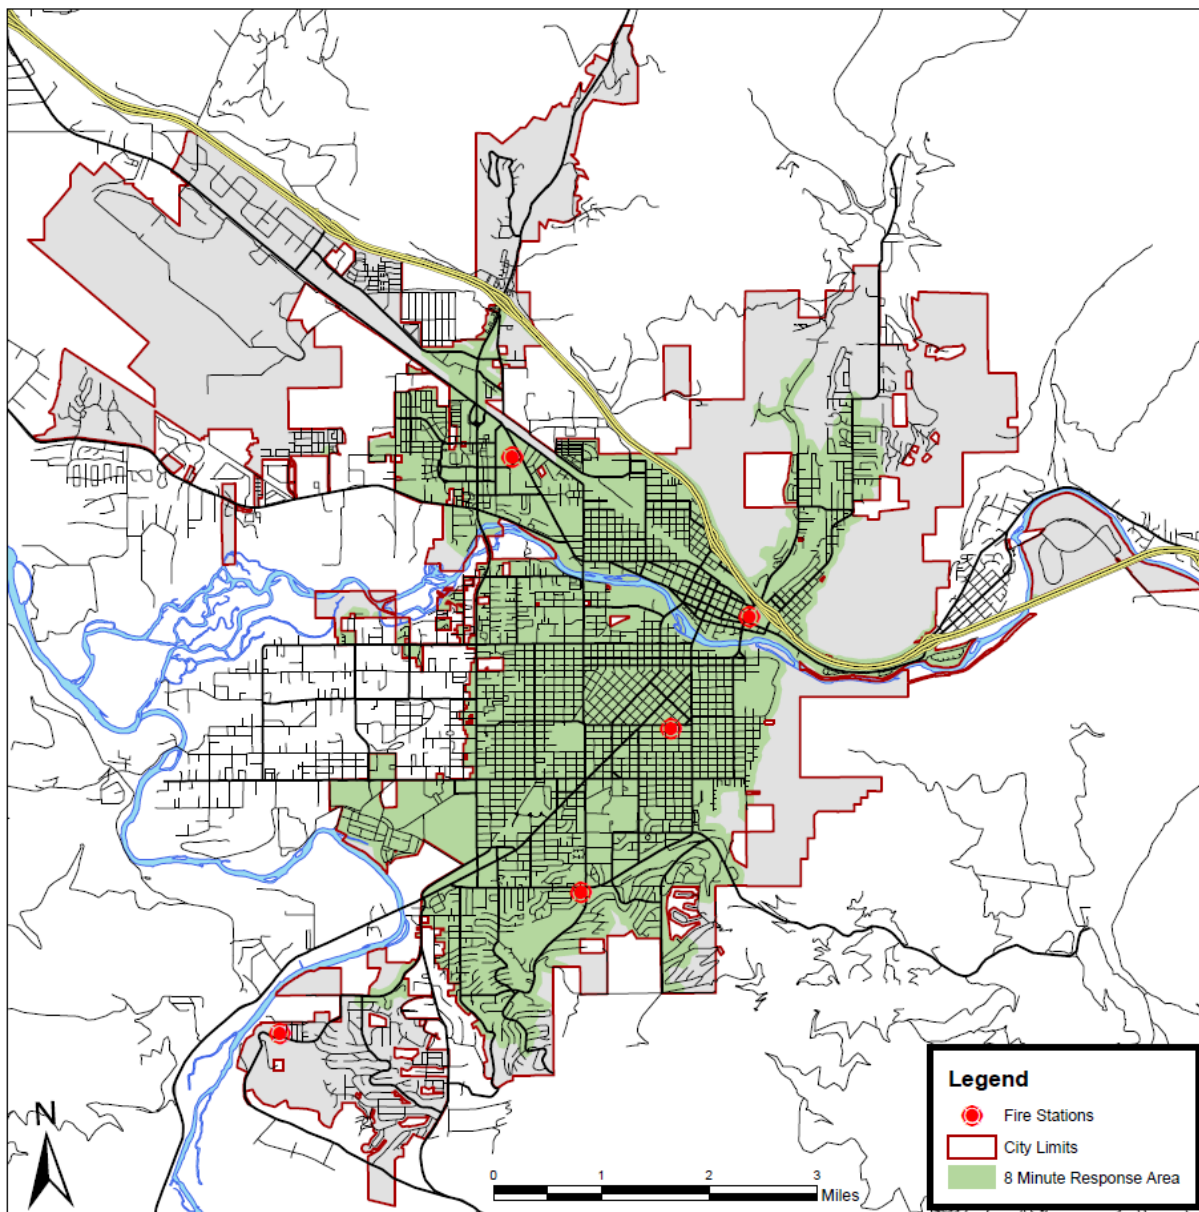 Legend
Fire Stations
City Limits
8 Minute Response Area
N
0 1 2 3
Miles